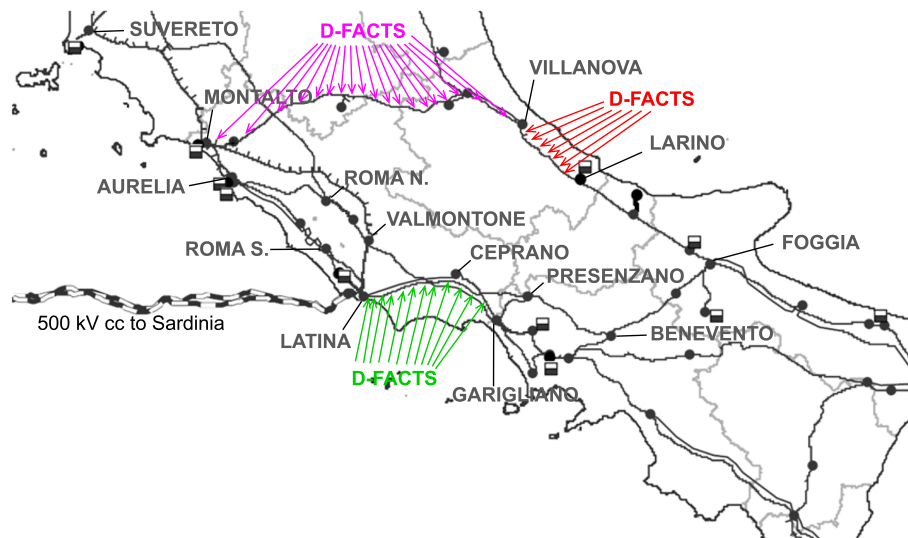 SUVERETO
D-FACTS
VILLANOVA
MONTALTO
D-FACTS
LARINO
AURELIA
ROMA N.
VALMONTONE
ROMA S.
CEPRANO
FOGGIA
PRESENZANO
500 kV cc to Sardinia
LATINA
BENEVENTO
D-FACTS
GARIGLIANO